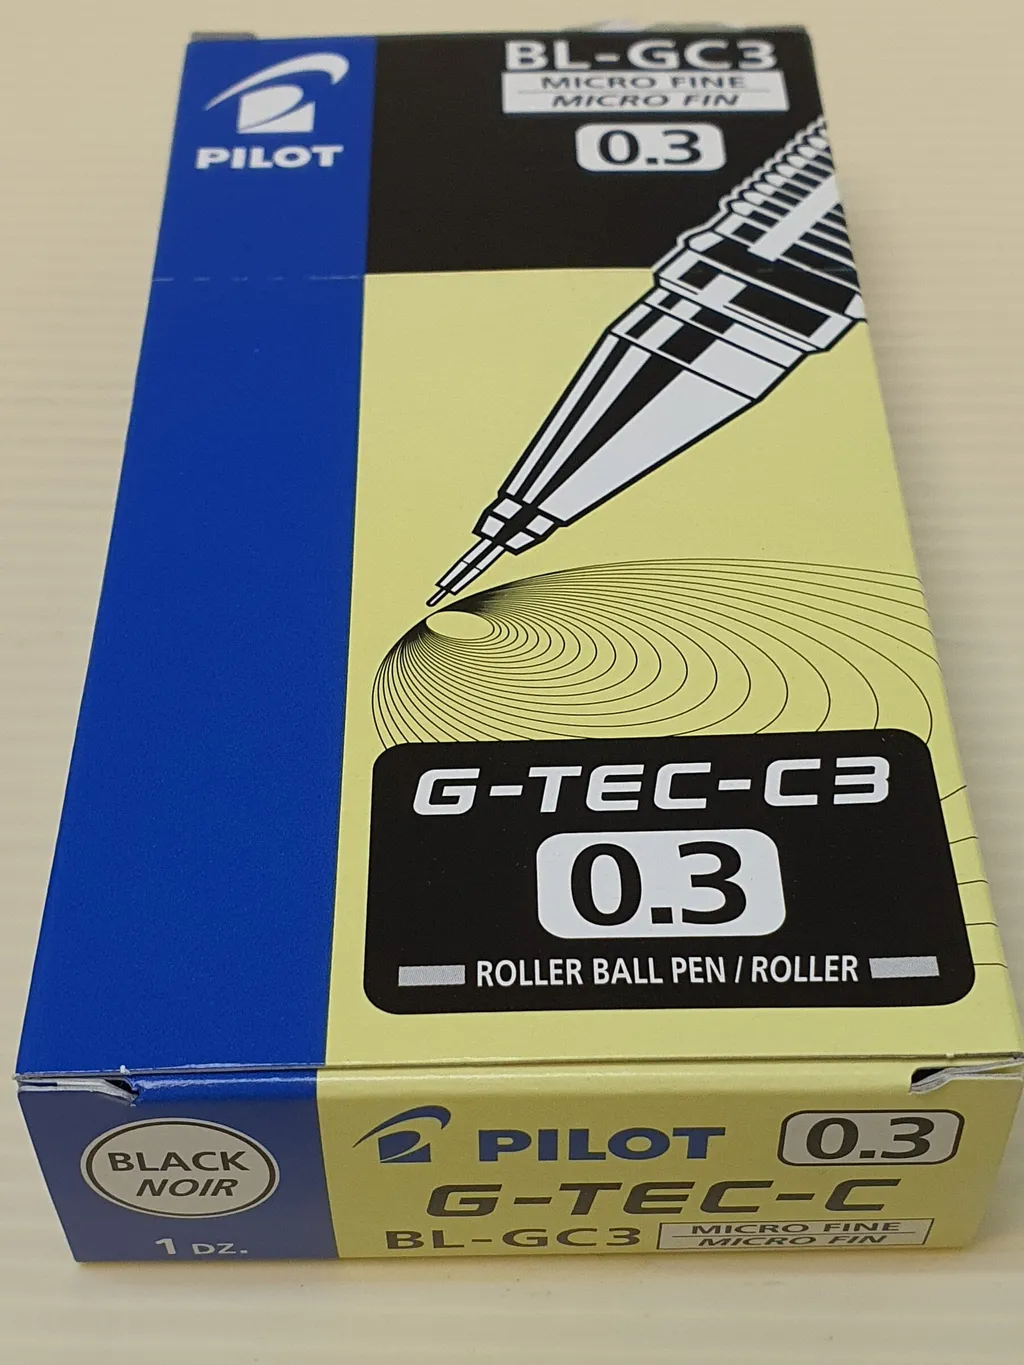 BL-GC3
MICRO FINE
MICRO FIN
PILOT
0.3
G-TEC-C3
0.3
ROLLER BALL PEN / ROLLER
BLACK
NOIR
1 DZ.
PILOT
0.3
G-TEC-C
BL-GC3
MICRO FINE
MICRO FIN